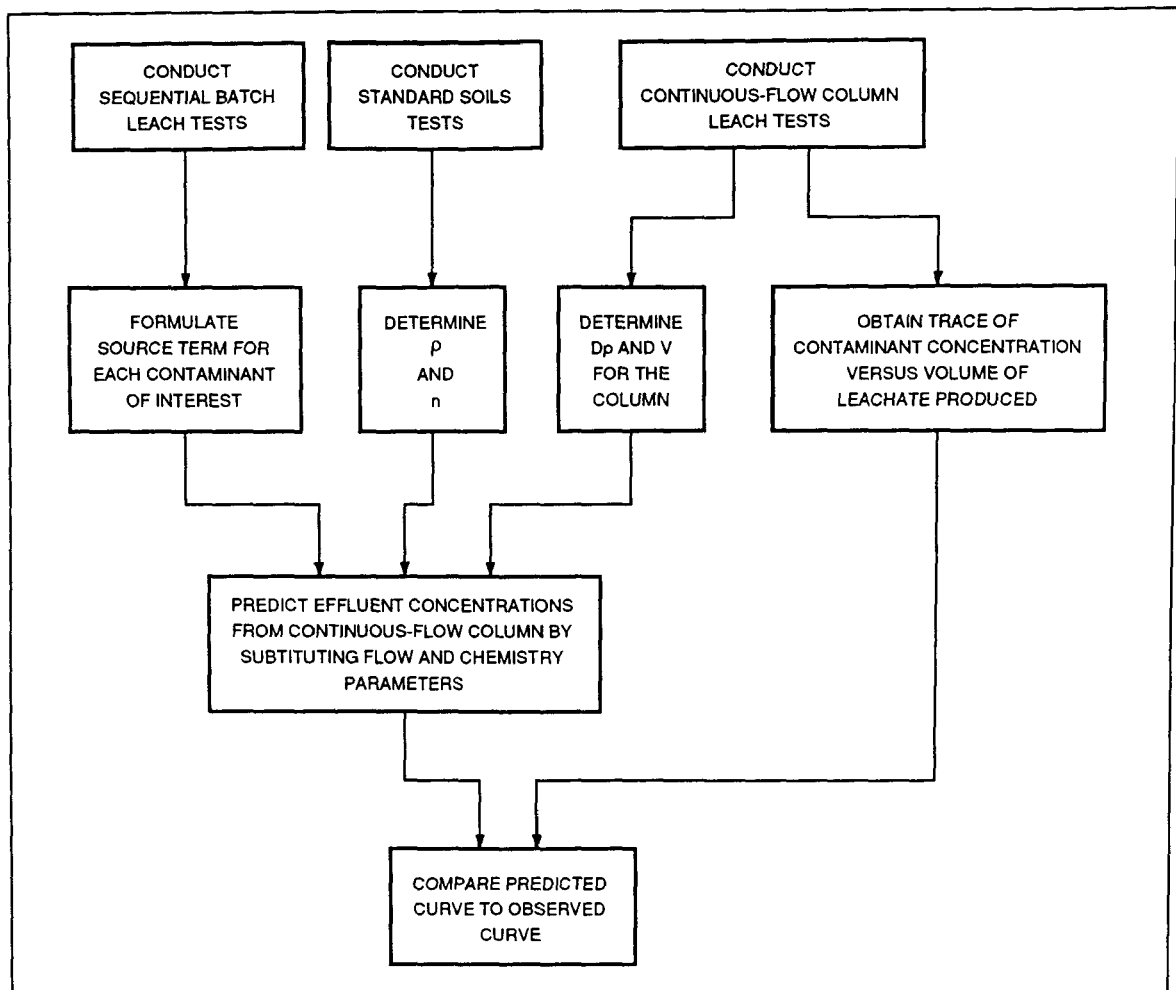 CONDUCT
SEQUENTIAL BATCH
LEACH TESTS
CONDUCT
STANDARD SOILS
TESTS
CONDUCT
CONTINUOUS-FLOW COLUMN
LEACH TESTS
FORMULATE
SOURCE TERM FOR
EACH CONTAMINANT
OF INTEREST
DETERMINE
ρ
AND
n
DETERMINE
Dp AND V
FOR THE
COLUMN
OBTAIN TRACE OF
CONTAMINANT CONCENTRATION
VERSUS VOLUME OF
LEACHATE PRODUCED
PREDICT EFFLUENT CONCENTRATIONS
FROM CONTINUOUS-FLOW COLUMN BY
SUBTITUTING FLOW AND CHEMISTRY
PARAMETERS
COMPARE PREDICTED
CURVE TO OBSERVED
CURVE